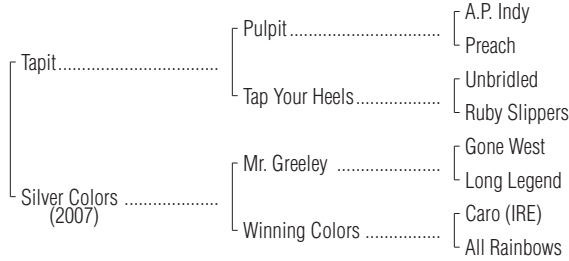 A.P. Indy
Pulpit
Preach
Tapit
Unbridled
Tap Your Heels
Ruby Slippers
Gone West
Mr. Greeley
Long Legend
Silver Colors
(2007)
Caro (IRE)
Winning Colors
All Rainbows